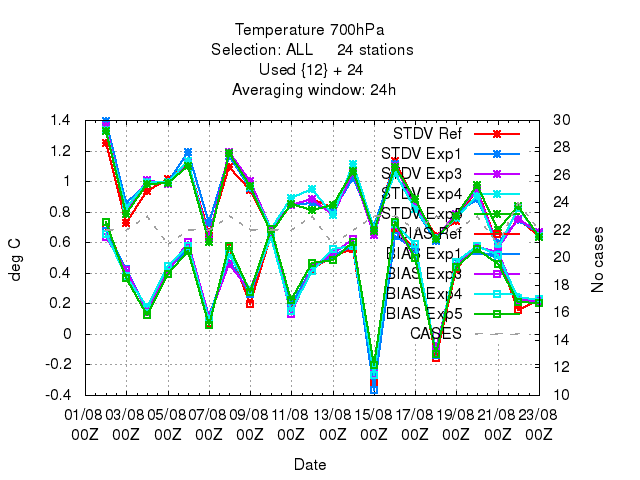 Temperature 700hPa
Selection: ALL     24 stations
Used {12} + 24
Averaging window: 24h
1.4
1.2
1
0.8
0.6
0.4
0.2
0
-0.2
-0.4
deg C
30
28
26
24
22
20
18
16
14
12
10
No cases
STDV Ref
STDV Exp1
STDV Exp3
STDV Exp4
STDV Exp5
BIAS Ref
BIAS Exp1
BIAS Exp3
BIAS Exp4
BIAS Exp5
CASES
01/08 03/08 05/08 07/08 09/08 11/08 13/08 15/08 17/08 19/08 21/08 23/08
00Z 00Z 00Z 00Z 00Z 00Z 00Z 00Z 00Z 00Z 00Z 00Z
Date